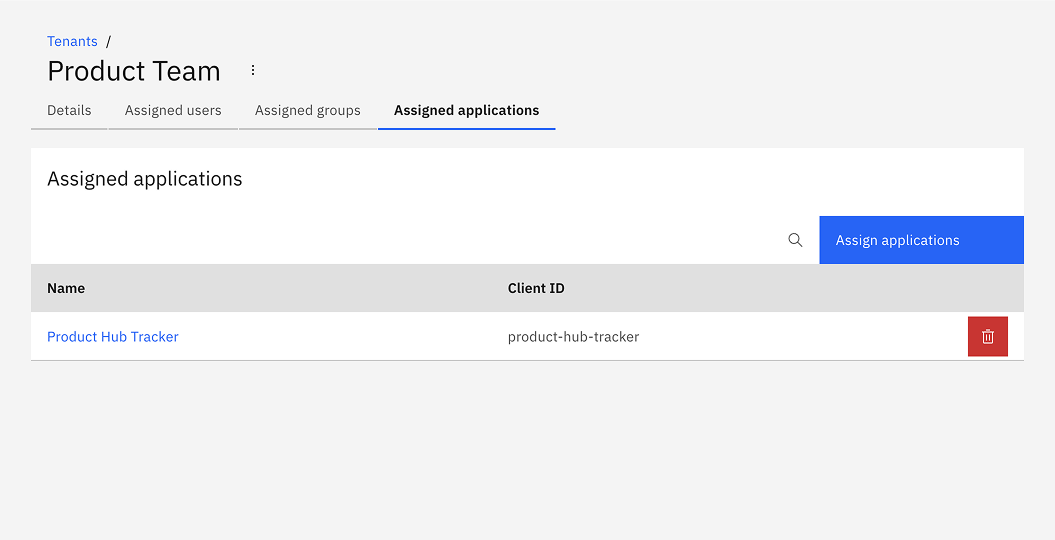 Tenants /
Product Team
Details Assigned users Assigned groups Assigned applications
Assigned applications
Assign applications
Name Client ID
Product Hub Tracker product-hub-tracker